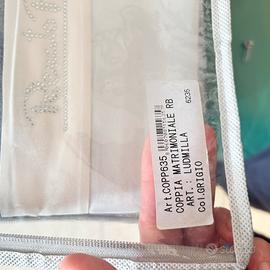 Art.COPP635
6235
COPPIA MATRIMONIALE RB
ART.: LUDMILLA
Col.GRIGIO